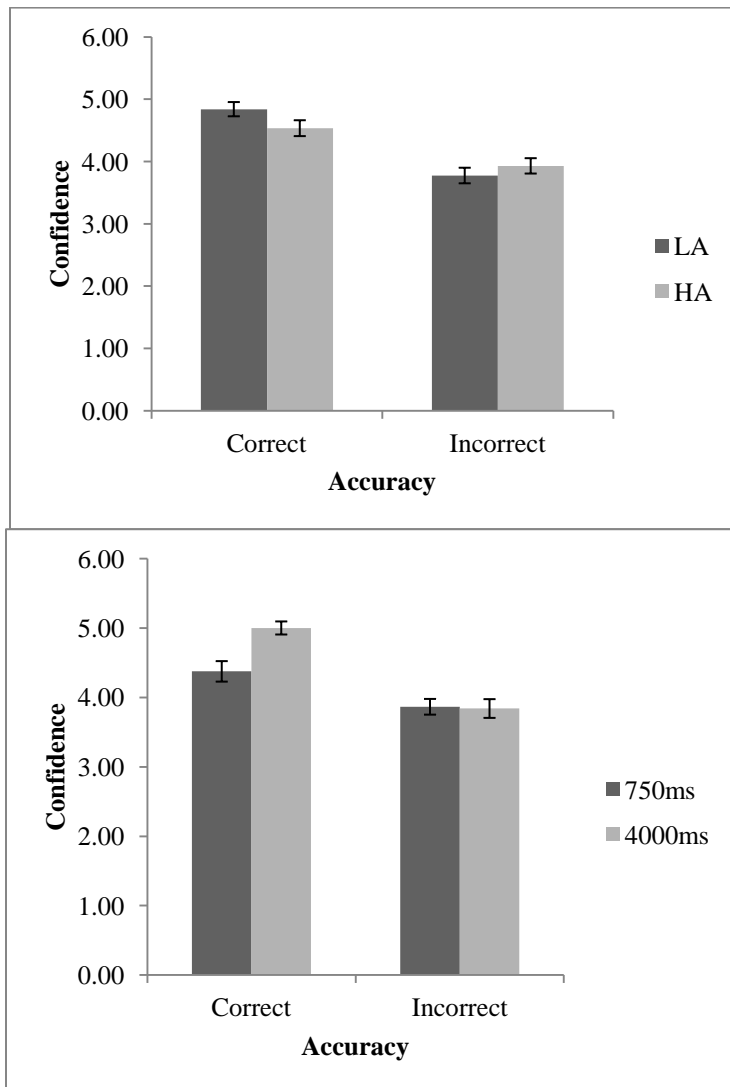 6.00
5.00
4.00
3.00
2.00
1.00
0.00
Confidence
LA
HA
Correct Incorrect
Accuracy
6.00
5.00
4.00
3.00
2.00
1.00
0.00
Confidence
750ms
4000ms
Correct Incorrect
Accuracy